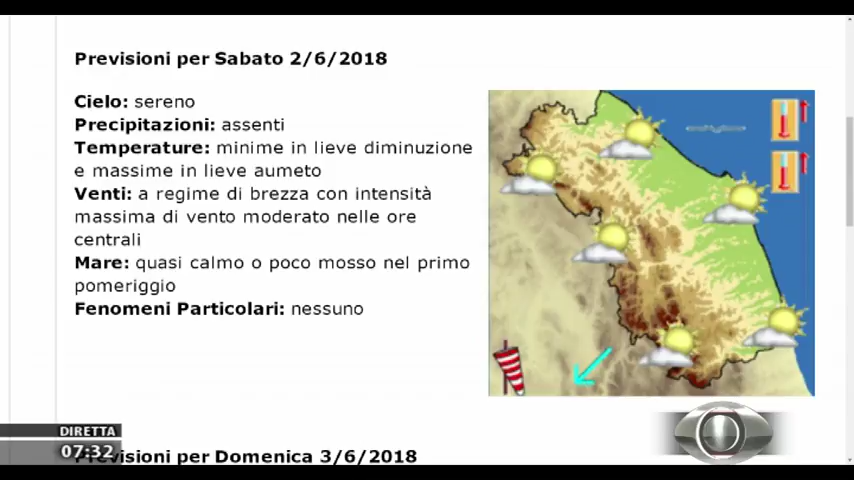 Previsioni per Sabato 2/6/2018
Cielo: sereno
Precipitazioni: assenti
Temperature: minime in lieve diminuzione
e massime in lieve aumeto
Venti: a regime di brezza con intensità
massima di vento moderato nelle ore
centrali
Mare: quasi calmo o poco mosso nel primo
pomeriggio
Fenomeni Particolari: nessuno
DIRETTA
07:32
Previsioni per Domenica 3/6/2018